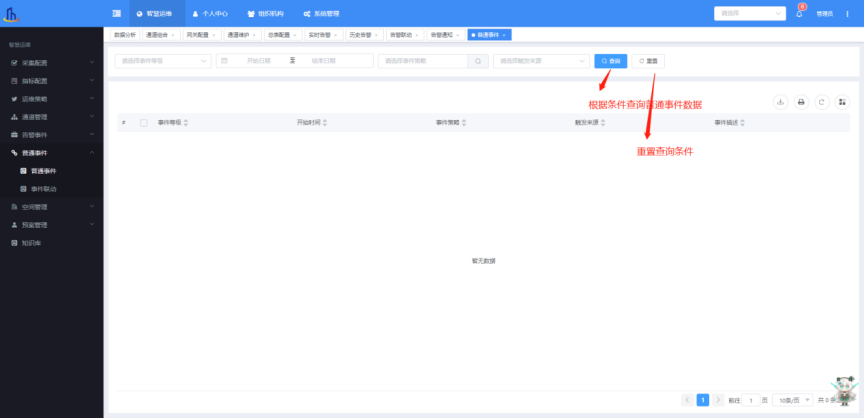 智慧运维
个人中心
组织机构
系统管理
请选择
8
管理员
数据分析
通道组台
网关配置
通道维护
总表配置
实时告警
历史告警
告警联动
告警通知
普通事件
智慧运维
采集配置
指标配置
运维策略
通道管理
告警事件
普通事件
普通事件
事件联动
空间管理
预案管理
知识库
请选择事件等级
开始日期
至
结束日期
请选择事件策略
请选择触发来源
查询
重置
根据条件查询普通事件数据
重置查询条件
#
事件等级
开始时间
事件策略
触发来源
事件描述
暂无数据
1
前往
1
页
10条/页
共 0 条